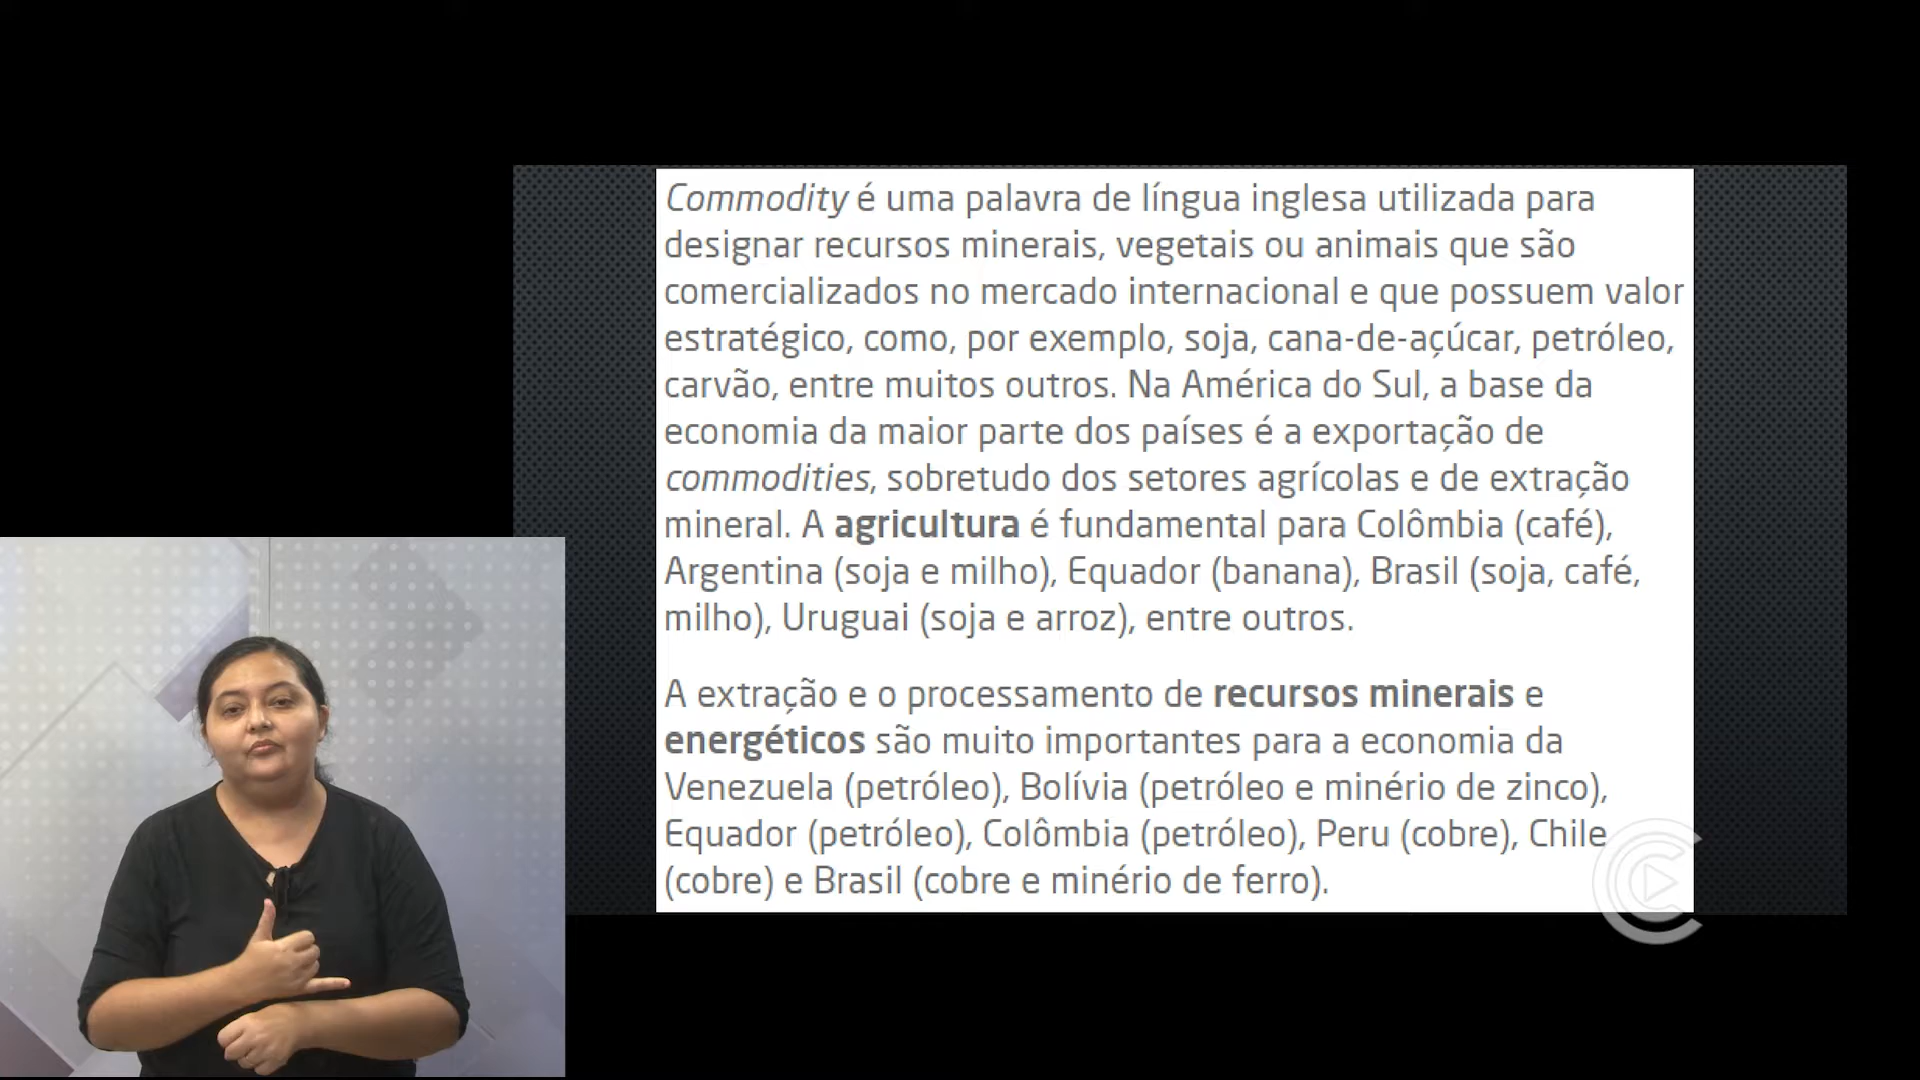 Commodity é uma palavra de língua inglesa utilizada para
designar recursos minerais, vegetais ou animais que são
comercializados no mercado internacional e que possuem valor
estratégico, como, por exemplo, soja, cana-de-açúcar, petróleo,
carvão, entre muitos outros. Na América do Sul, a base da
economia da maior parte dos países é a exportação de
commodities, sobretudo dos setores agrícolas e de extração
mineral. A agricultura é fundamental para Colômbia (café),
Argentina (soja e milho), Equador (banana), Brasil (soja, café,
milho), Uruguai (soja e arroz), entre outros.
A extração e o processamento de recursos minerais e
energéticos são muito importantes para a economia da
Venezuela (petróleo), Bolívia (petróleo e minério de zinco),
Equador (petróleo), Colômbia (petróleo), Peru (cobre), Chile
(cobre) e Brasil (cobre e minério de ferro).